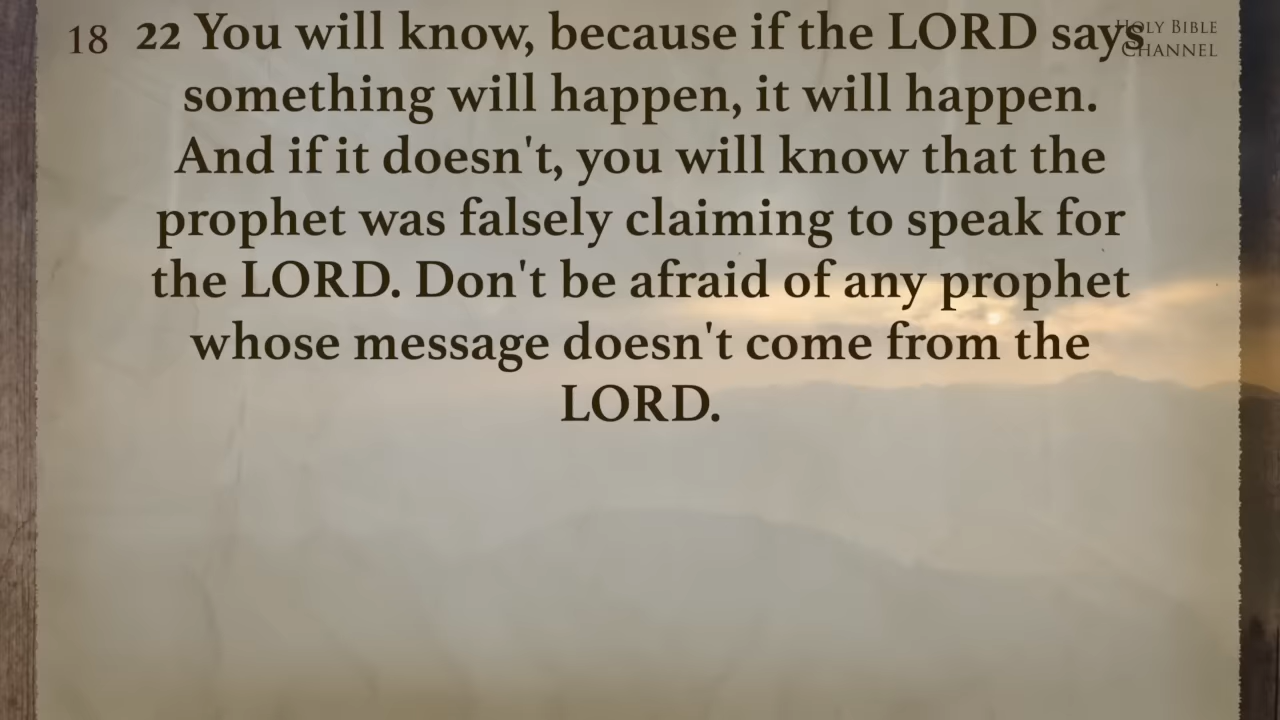 18 22 You will know, because if the LORD says
HOLY BIBLE
CHANNEL
something will happen, it will happen.
And if it doesn't, you will know that the
prophet was falsely claiming to speak for
the LORD. Don't be afraid of any prophet
whose message doesn't come from the
LORD.